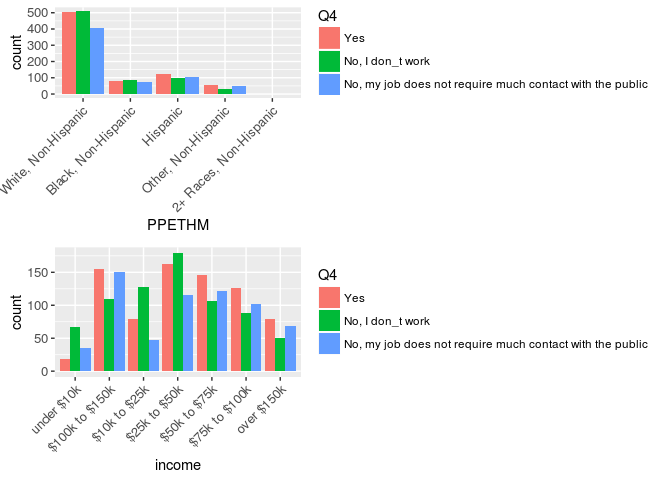 500
400
300
200
100
0
count
White, Non-Hispanic
Black, Non-Hispanic
Hispanic
Other, Non-Hispanic
2+ Races, Non-Hispanic
PPETHM
Q4
Yes
No, I don_t work
No, my job does not require much contact with the public
150
100
50
0
count
under $10k
$100k to $150k
$10k to $25k
$25k to $50k
$50k to $75k
$75k to $100k
over $150k
income
Q4
Yes
No, I don_t work
No, my job does not require much contact with the public